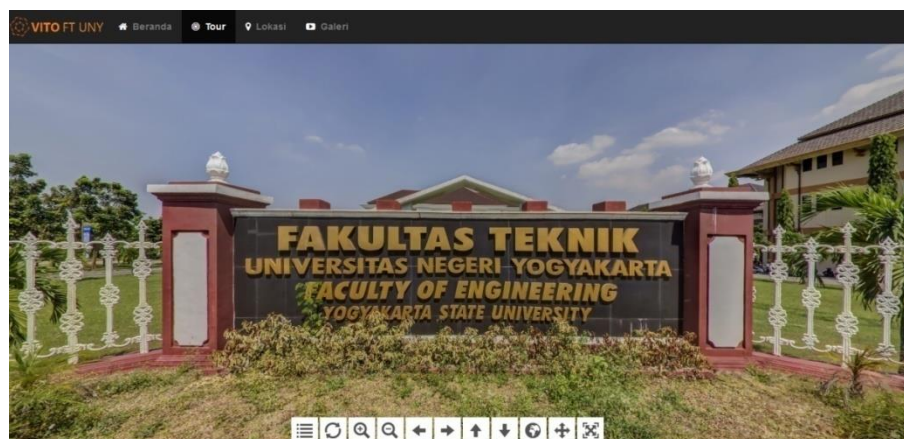 VITO FT UNY Beranda Tour Lokasi Galeri
FAKULTAS TEKNIK
UNIVERSITAS NEGERI YOGYAKARTA
FACULTY OF ENGINEERING
YOGYAKARTA STATE UNIVERSITY